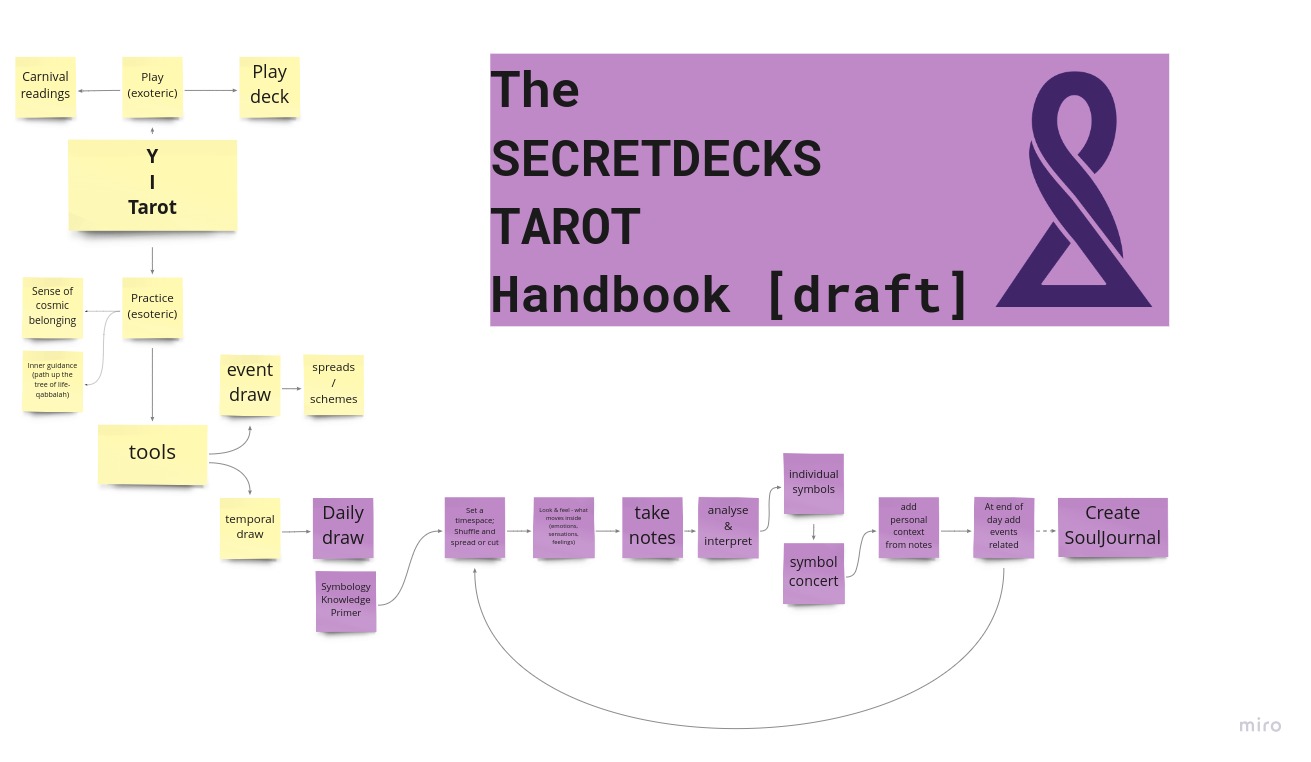 The
SECRETDECKS
TAROT
Handbook [draft]
Carnival
readings
Play
(exoteric)
Play
deck
Y
I
Tarot
Sense of
cosmic
belonging
Practice
(esoteric)
Inner guidance
(path up the
tree of life-
qabbalah)
event
draw
spreads
/
schemes
tools
temporal
draw
Daily
draw
Symbology
Knowledge
Primer
Set a
timespace;
Shuffle and
spread or cut
Look & feel - what
moves inside
(emotions,
sensations,
feelings)
take
notes
analyse
&
interpret
individual
symbols
symbol
concert
add
personal
context
from notes
At end of
day add
events
related
Create
SoulJournal
miro